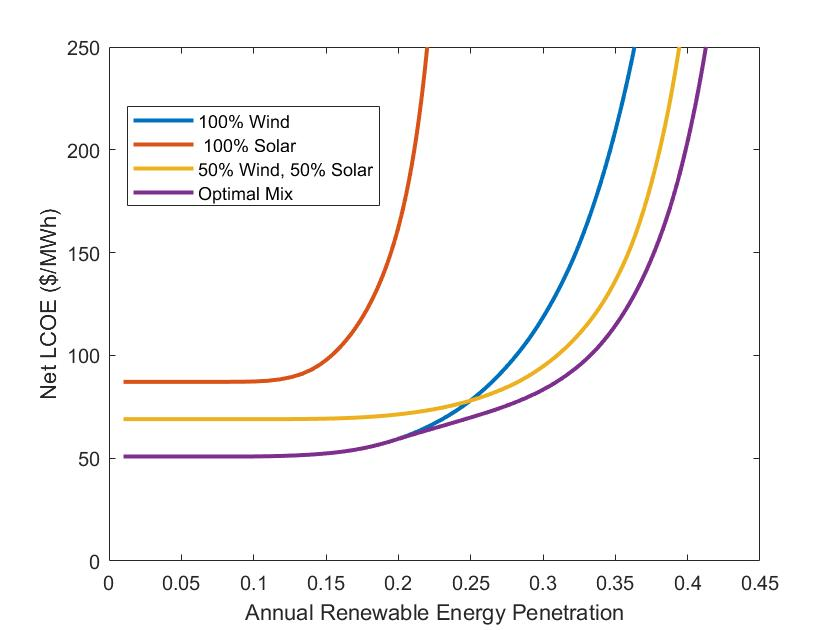 250
200
150
100
50
0
Net LCOE ($/MWh)
100% Wind
100% Solar
50% Wind, 50% Solar
Optimal Mix
0 0.05 0.1 0.15 0.2 0.25 0.3 0.35 0.4 0.45
Annual Renewable Energy Penetration